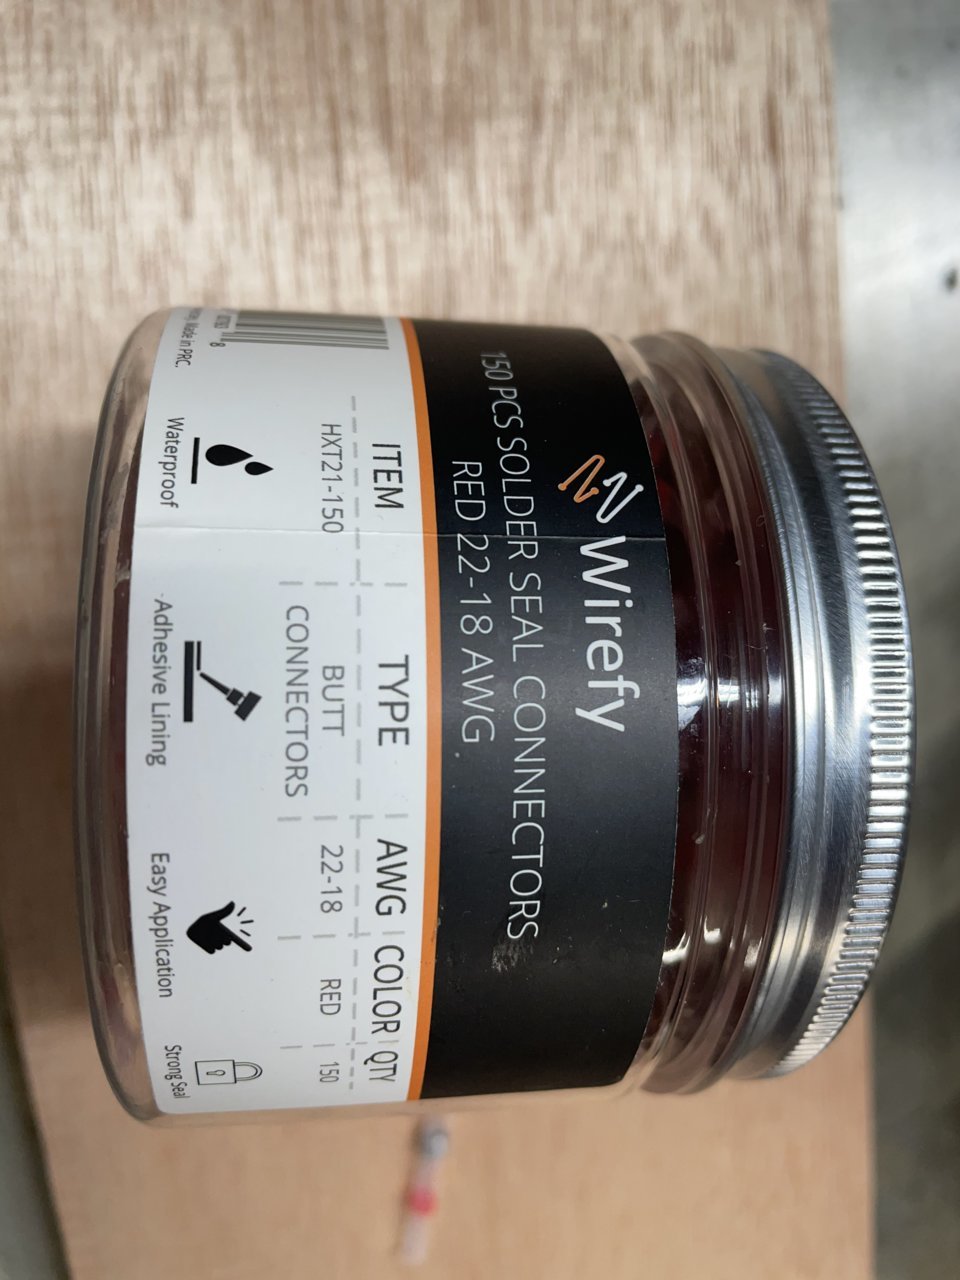 Wirefy
150 PCS SOLDER SEAL CONNECTORS
RED 22-18 AWG
ITEM TYPE AWG COLOR QTY
HXT21-150 BUTT CONNECTORS 22-18 RED 150
8
Waterproof
Adhesive Lining
Easy Application
Strong Seal
Made in PRC.